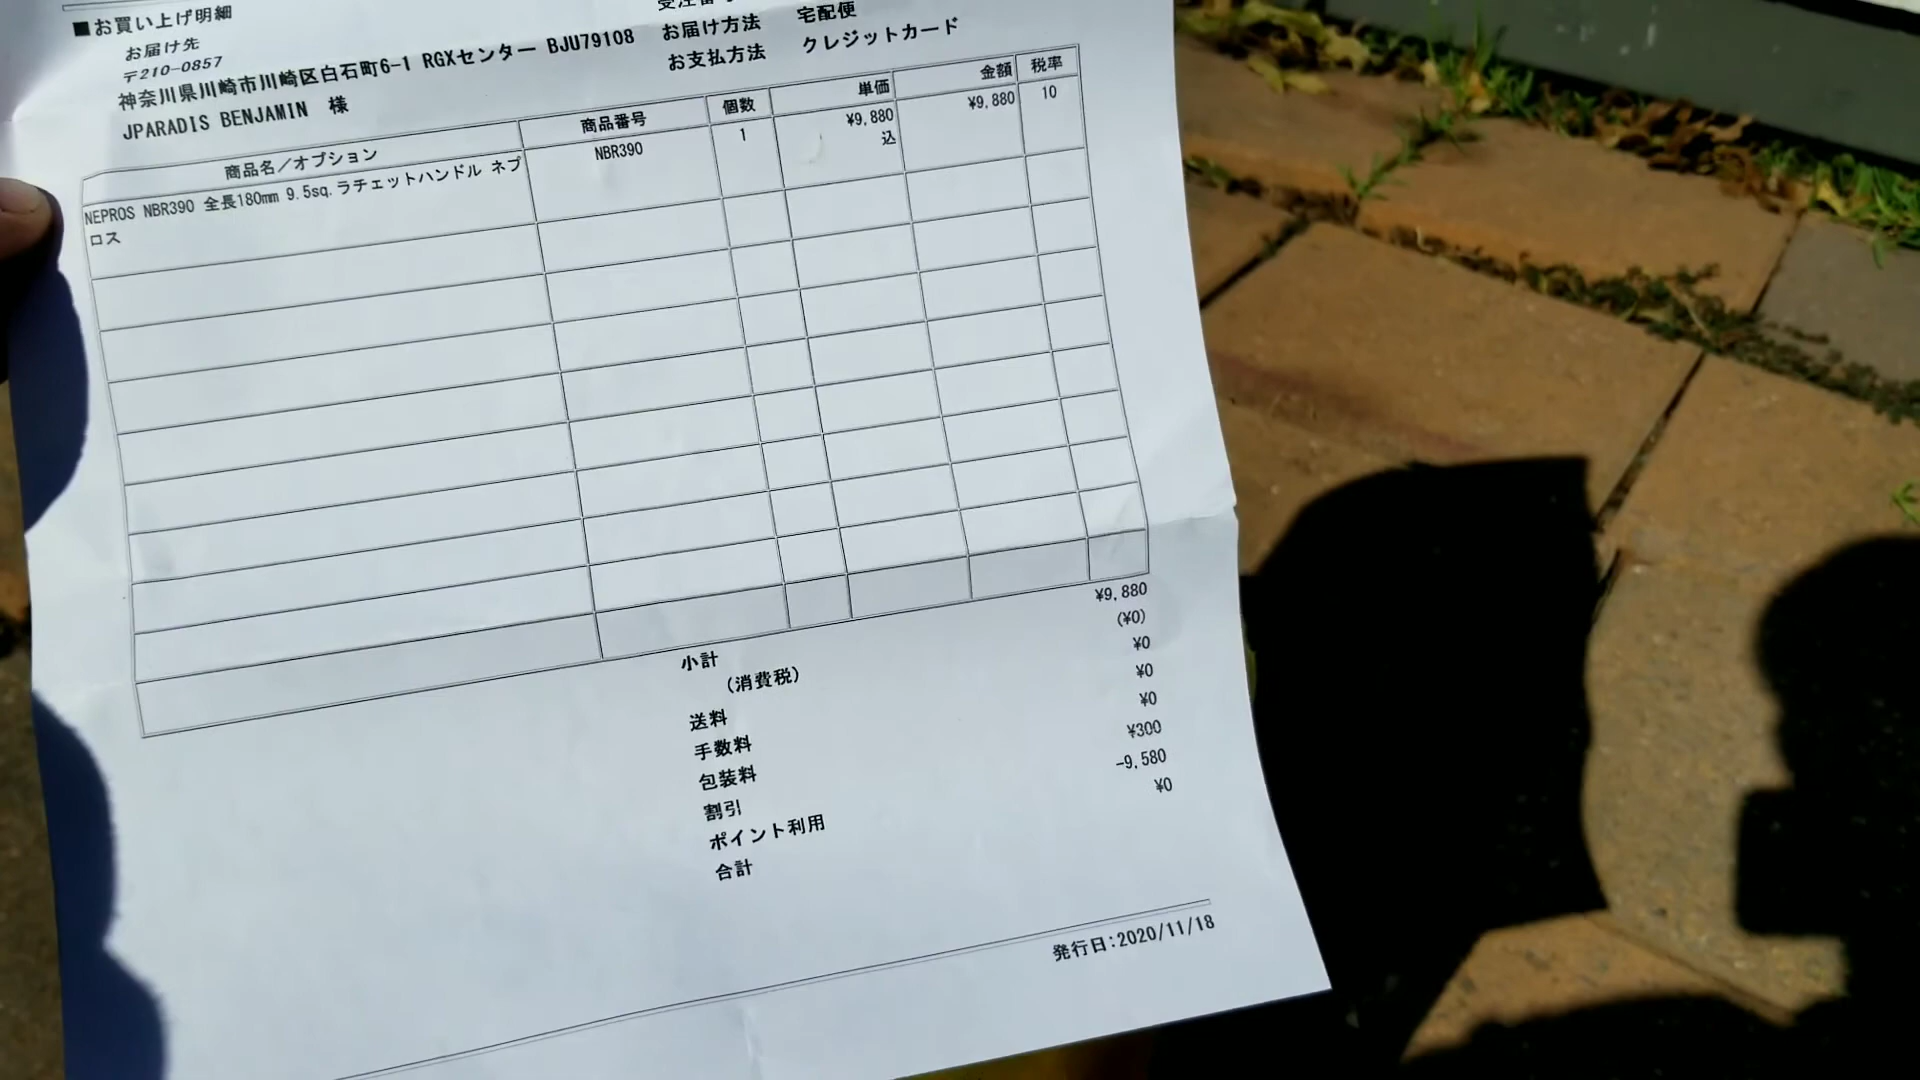 ■お買い上げ明細
お届け先
〒210-0857
神奈川県川崎市川崎区白石町6-1 RGXセンター BJU79108
JPARADIS BENJAMIN 様
お届け方法 宅配便
お支払方法 クレジットカード
商品名／オプション 商品番号 個数 単価 金額 税率
NEPROS NBR390 全長180mm 9.5sq.ラチェットハンドル ネプ NBR390 1 ¥9,880 ¥9,880 10
ロス 込
小計 ¥9,880
(消費税) (¥0)
送料 ¥0
手数料 ¥0
包装料 ¥0
割引 ¥300
ポイント利用 -9,580
合計 ¥0
発行日:2020/11/18